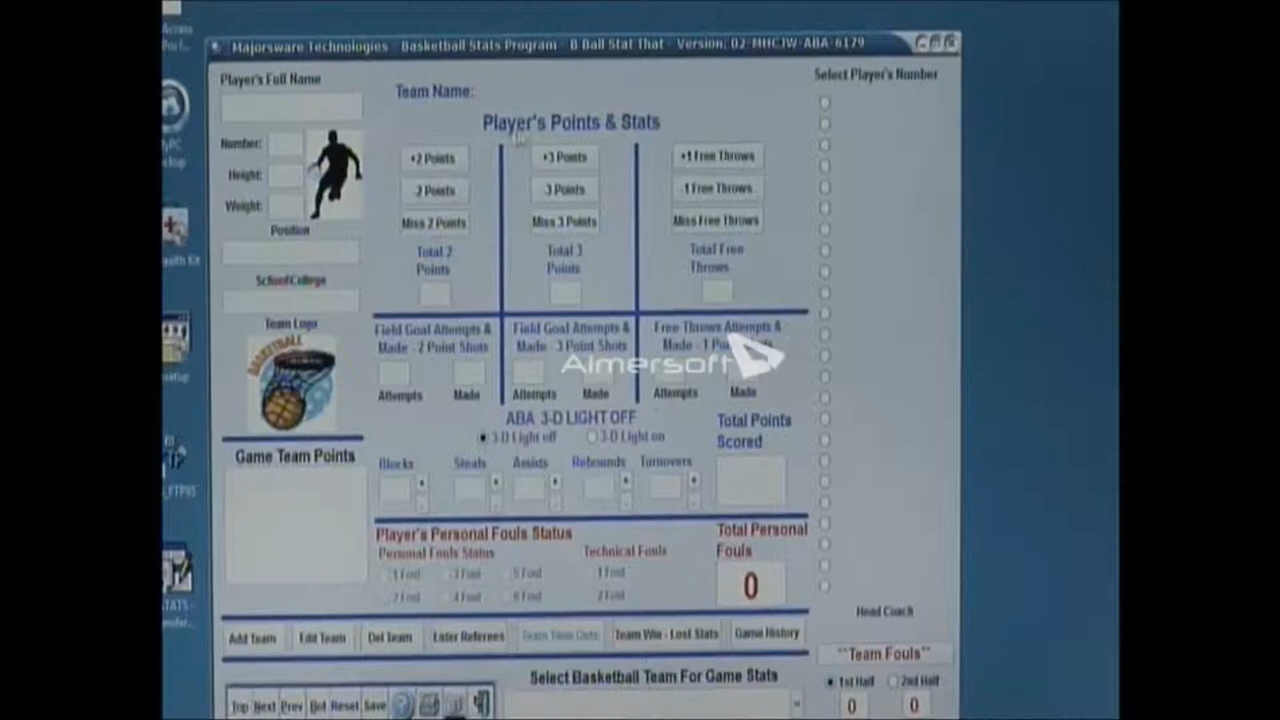 Majorsware Technologies - Basketball Stats Program - B Ball Stat That - Version: 02-MHCJW-ABA-6179
Player's Full Name
Select Player's Number
Team Name:
Player's Points & Stats
Number:
Height:
Weight:
Position
School/College
Team Logo
BASKETBALL
+2 Points
+3 Points
+1 Free Throws
-2 Points
-3 Points
-1 Free Throws
Miss 2 Points
Miss 3 Points
Miss Free Throws
Total 2 Points
Total 3 Points
Total Free Throws
Field Goal Attempts & Made - 2 Point Shots
Field Goal Attempts & Made - 3 Point Shots
Free Throws Attempts & Made - 1 Point Shots
Aimersoft
Attempts Made
Attempts Made
Attempts Made
ABA 3-D LIGHT OFF
3-D Light off 3-D Light on
Total Points Scored
Game Team Points
Blocks Steals Assists Rebounds Turnovers
Player's Personal Fouls Status
Total Personal Fouls
Personal Fouls Status
Technical Fouls
1 Foul 3 Foul 5 Foul 1 Foul
2 Foul 4 Foul 6 Foul 2 Foul
0
Head Coach
Add Team Edit Team Del Team Enter Referees Team Time Outs Team Win - Lost Stats Game History
"Team Fouls"
Select Basketball Team For Game Stats
1st Half 2nd Half
0 0
Top Next Prev Bot Reset Save